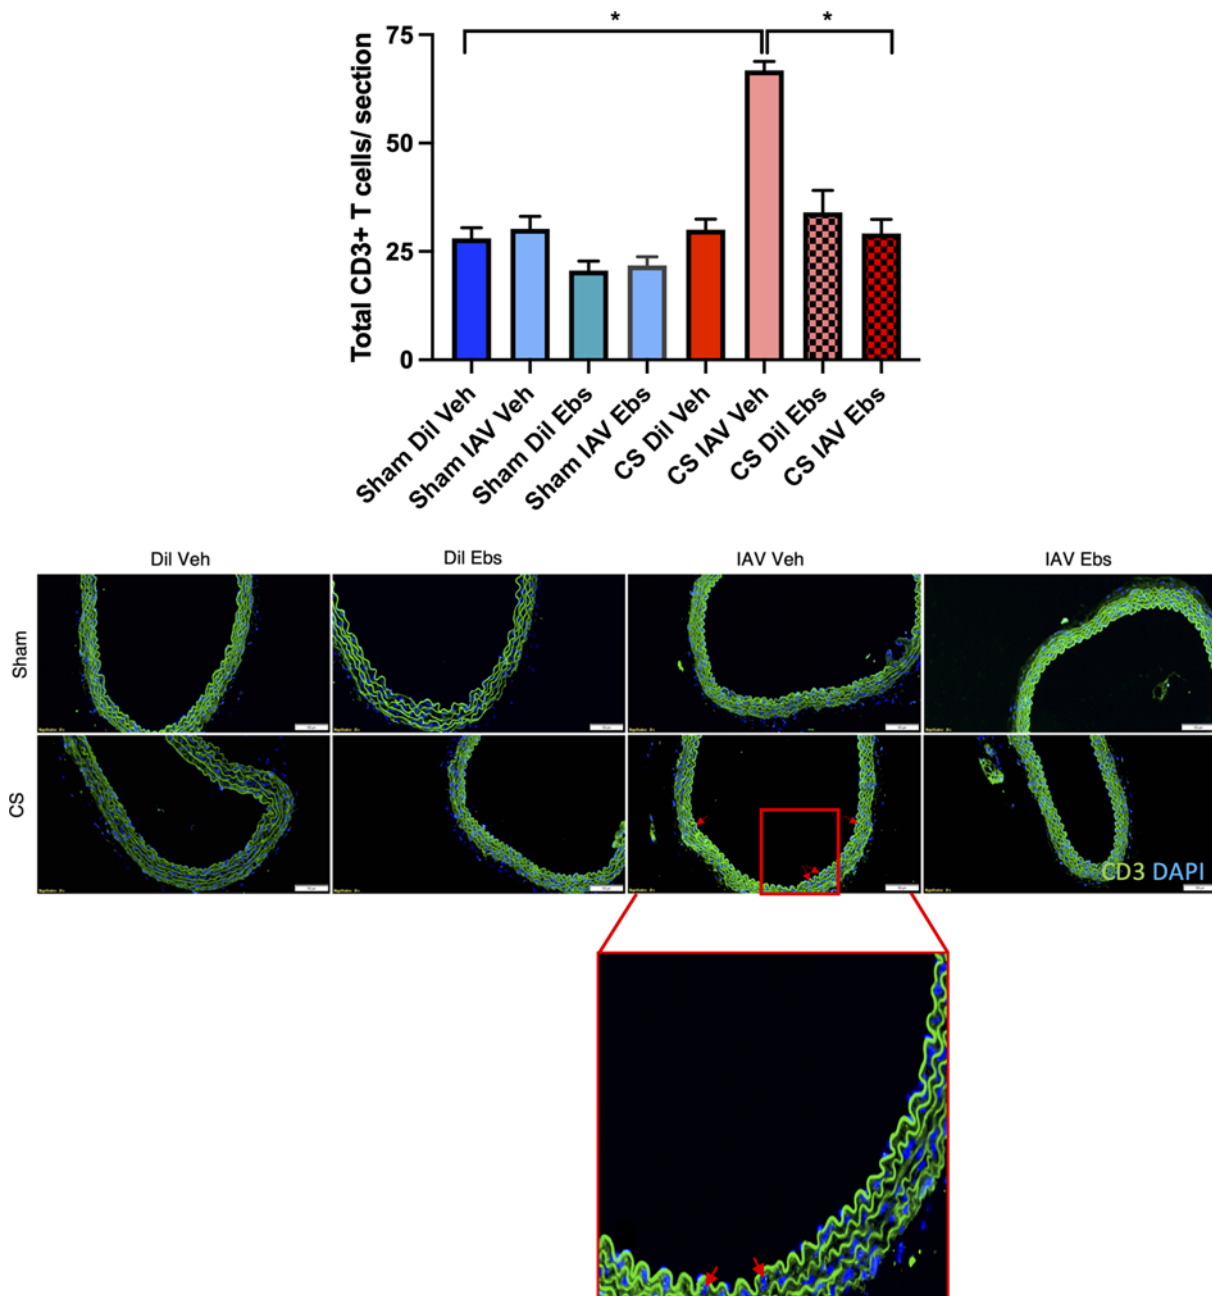 * *
75
50
25
0
Total CD3+ T cells/ section
Sham Dil Veh
Sham IAV Veh
Sham Dil Ebs
Sham IAV Ebs
CS Dil Veh
CS IAV Veh
CS Dil Ebs
CS IAV Ebs
Dil Veh Dil Ebs IAV Veh IAV Ebs
Sham
CS
CD3 DAPI